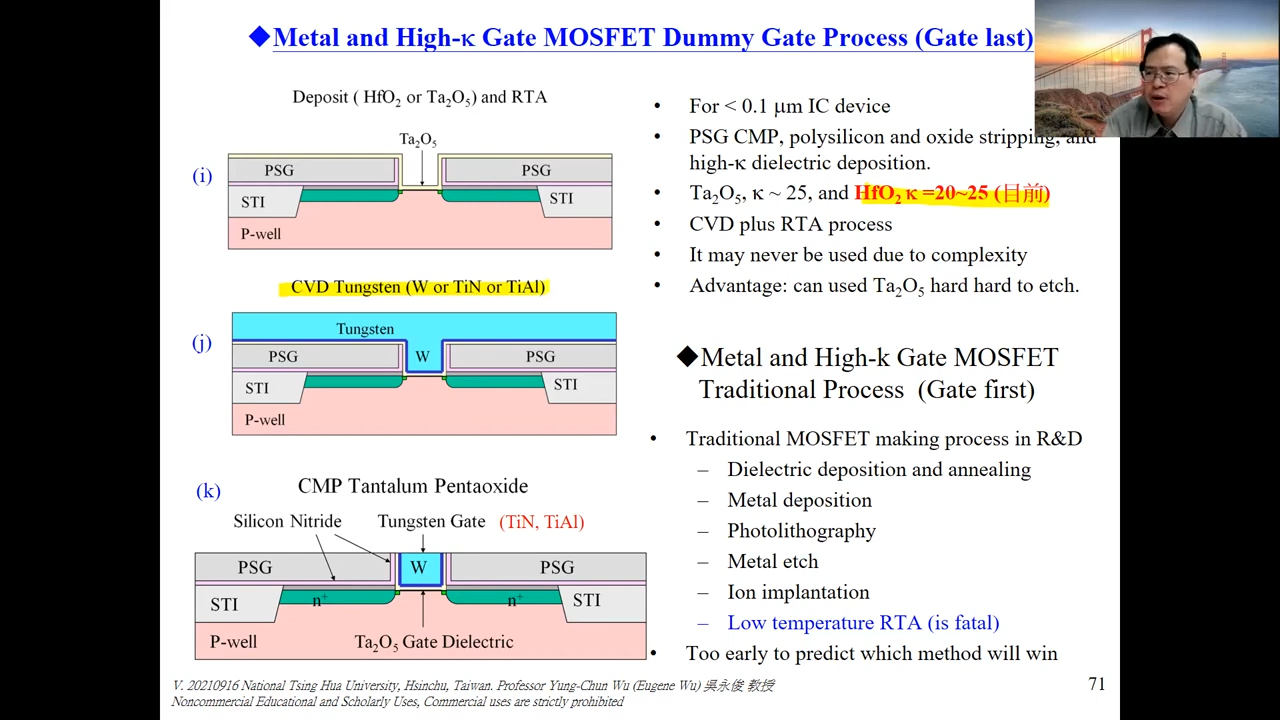 ◆Metal and High-κ Gate MOSFET Dummy Gate Process (Gate last)
Deposit ( HfO2 or Ta2O5) and RTA
Ta2O5
(i)
PSG
PSG
STI
STI
P-well
CVD Tungsten (W or TiN or TiAl)
(j)
Tungsten
PSG
W
PSG
STI
STI
P-well
(k)
CMP Tantalum Pentaoxide
Silicon Nitride
Tungsten Gate (TiN, TiAl)
PSG
W
PSG
STI
n+
n+
STI
P-well
Ta2O5 Gate Dielectric
• For < 0.1 μm IC device
• PSG CMP, polysilicon and oxide stripping, and
high-κ dielectric deposition.
• Ta2O5, κ ~ 25, and HfO2 κ =20~25 (目前)
• CVD plus RTA process
• It may never be used due to complexity
• Advantage: can used Ta2O5 hard hard to etch.
◆Metal and High-k Gate MOSFET
Traditional Process (Gate first)
• Traditional MOSFET making process in R&D
– Dielectric deposition and annealing
– Metal deposition
– Photolithography
– Metal etch
– Ion implantation
– Low temperature RTA (is fatal)
• Too early to predict which method will win
V. 20210916 National Tsing Hua University, Hsinchu, Taiwan. Professor Yung-Chun Wu (Eugene Wu) 吳永俊 教授
Noncommercial Educational and Scholarly Uses, Commercial uses are strictly prohibited
71